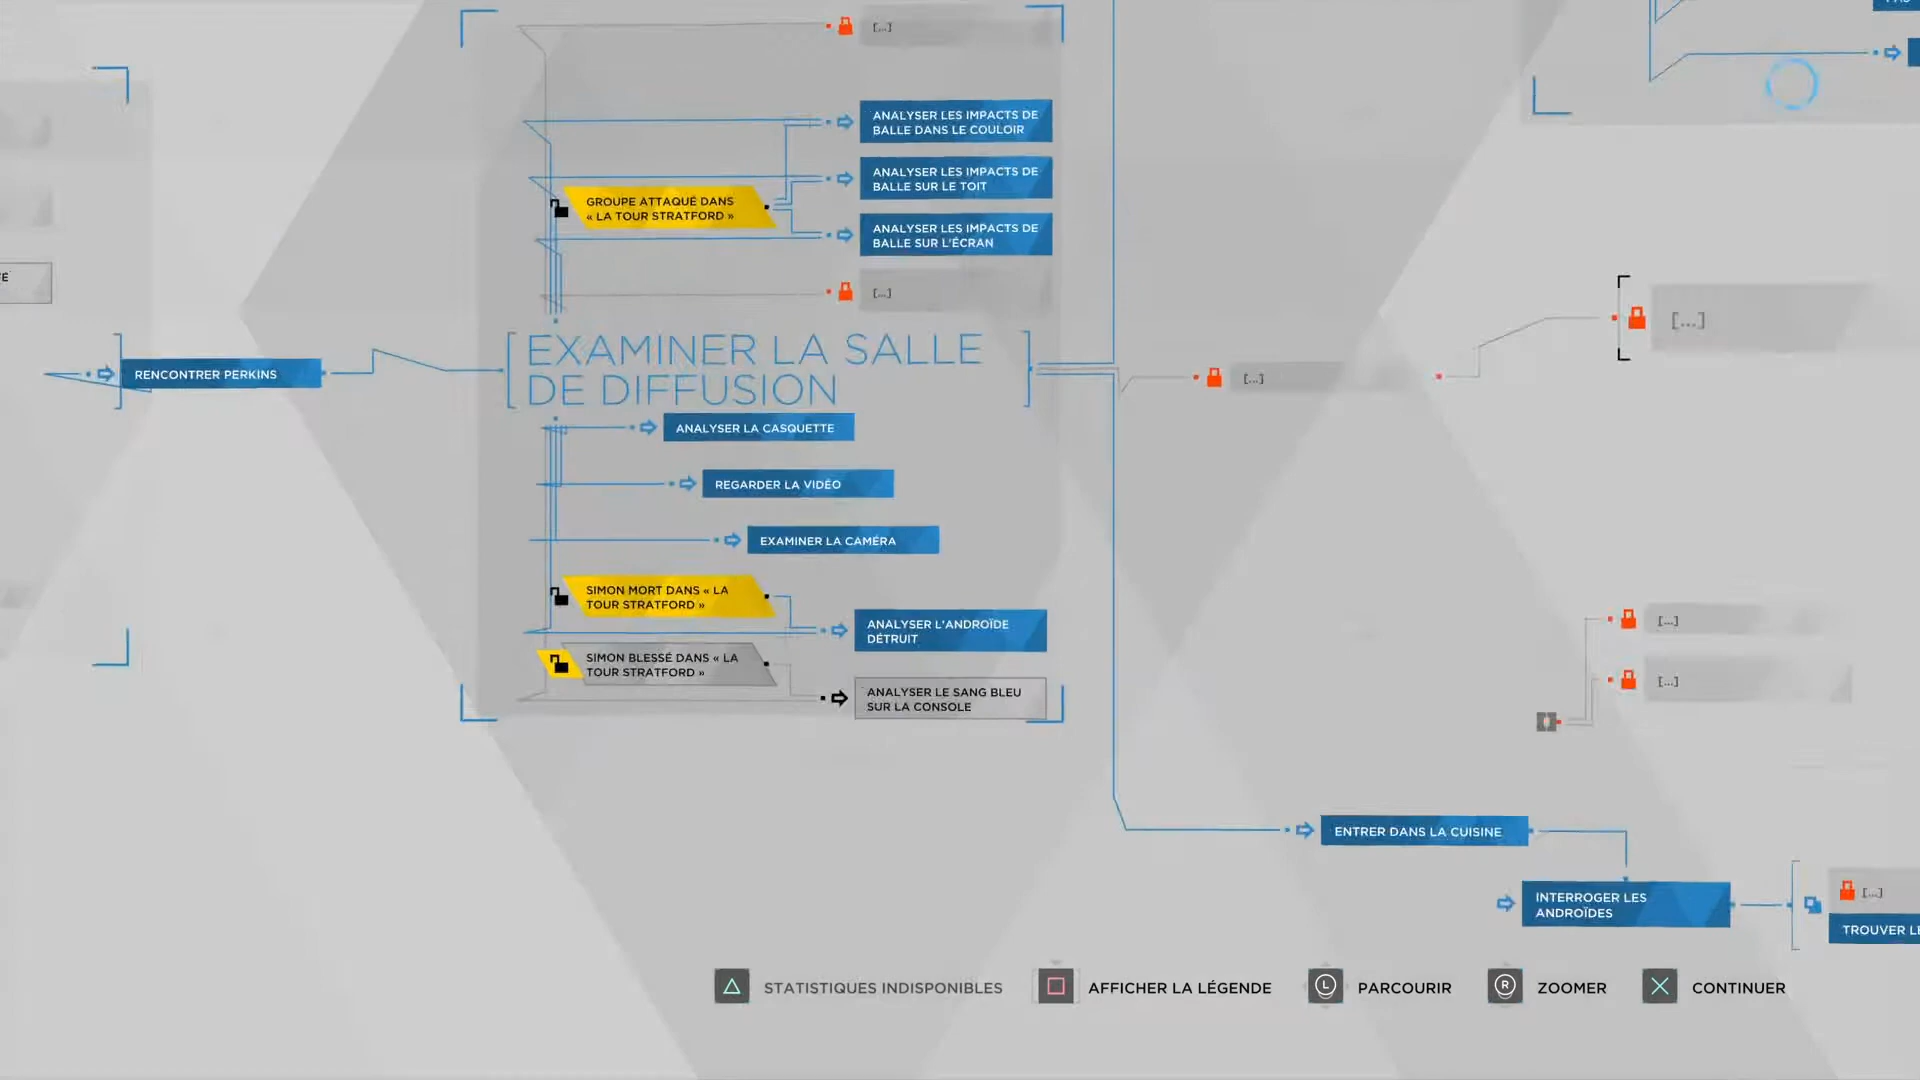 [...]
ANALYSER LES IMPACTS DE
BALLE DANS LE COULOIR
ANALYSER LES IMPACTS DE
BALLE SUR LE TOIT
GROUPE ATTAQUÉ DANS
« LA TOUR STRATFORD »
ANALYSER LES IMPACTS DE
BALLE SUR L'ÉCRAN
[...]
[...]
RENCONTRER PERKINS
EXAMINER LA SALLE
DE DIFFUSION
[...]
ANALYSER LA CASQUETTE
REGARDER LA VIDÉO
EXAMINER LA CAMÉRA
SIMON MORT DANS « LA
TOUR STRATFORD »
ANALYSER L'ANDROÏDE
DÉTRUIT
SIMON BLESSÉ DANS « LA
TOUR STRATFORD »
ANALYSER LE SANG BLEU
SUR LA CONSOLE
[...]
[...]
ENTRER DANS LA CUISINE
INTERROGER LES
ANDROÏDES
[...]
TROUVER LE
STATISTIQUES INDISPONIBLES
AFFICHER LA LÉGENDE
L PARCOURIR
R ZOOMER
CONTINUER